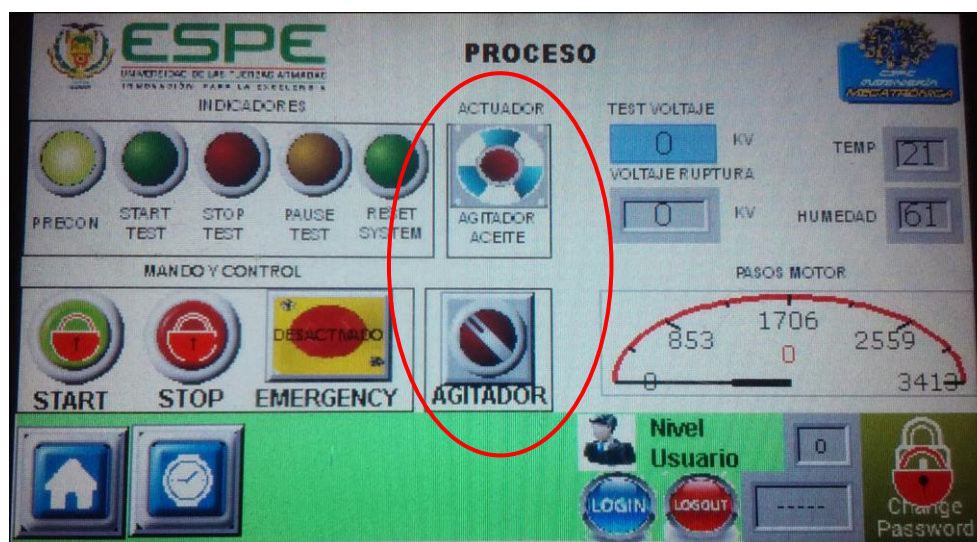 ESPE
UNIVERSIDAD DE LAS FUERZAS ARMADAS
INNOVACIÓN PARA LA EXCELENCIA
PROCESO
MECATRÓNICA
INDICADORES
PRECON
START TEST
STOP TEST
PAUSE TEST
RESET SYSTEM
ACTUADOR
AGITADOR
ACEITE
TEST VOLTAJE
0 KV
VOLTAJE RUPTURA
0 KV
TEMP 21
HUMEDAD 61
MANDO Y CONTROL
START
STOP
DESACTIVADO
EMERGENCY
AGITADOR
PASOS MOTOR
0
853
1706
2559
3413
0
Nivel
Usuario
0
LOGIN
LOGOUT
-----
Change
Password